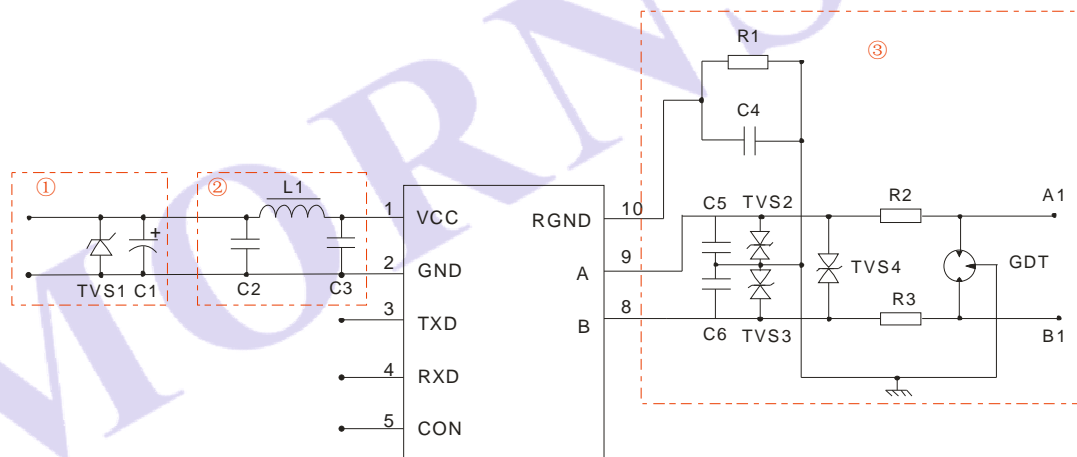 MORNS
R1
③
C4
①
②
L1
1
VCC
RGND
10
C5
TVS2
R2
A1
2
GND
9
A
TVS4
GDT
TVS1
C1
+
C2
C3
8
B
C6
TVS3
R3
B1
3
TXD
4
RXD
5
CON